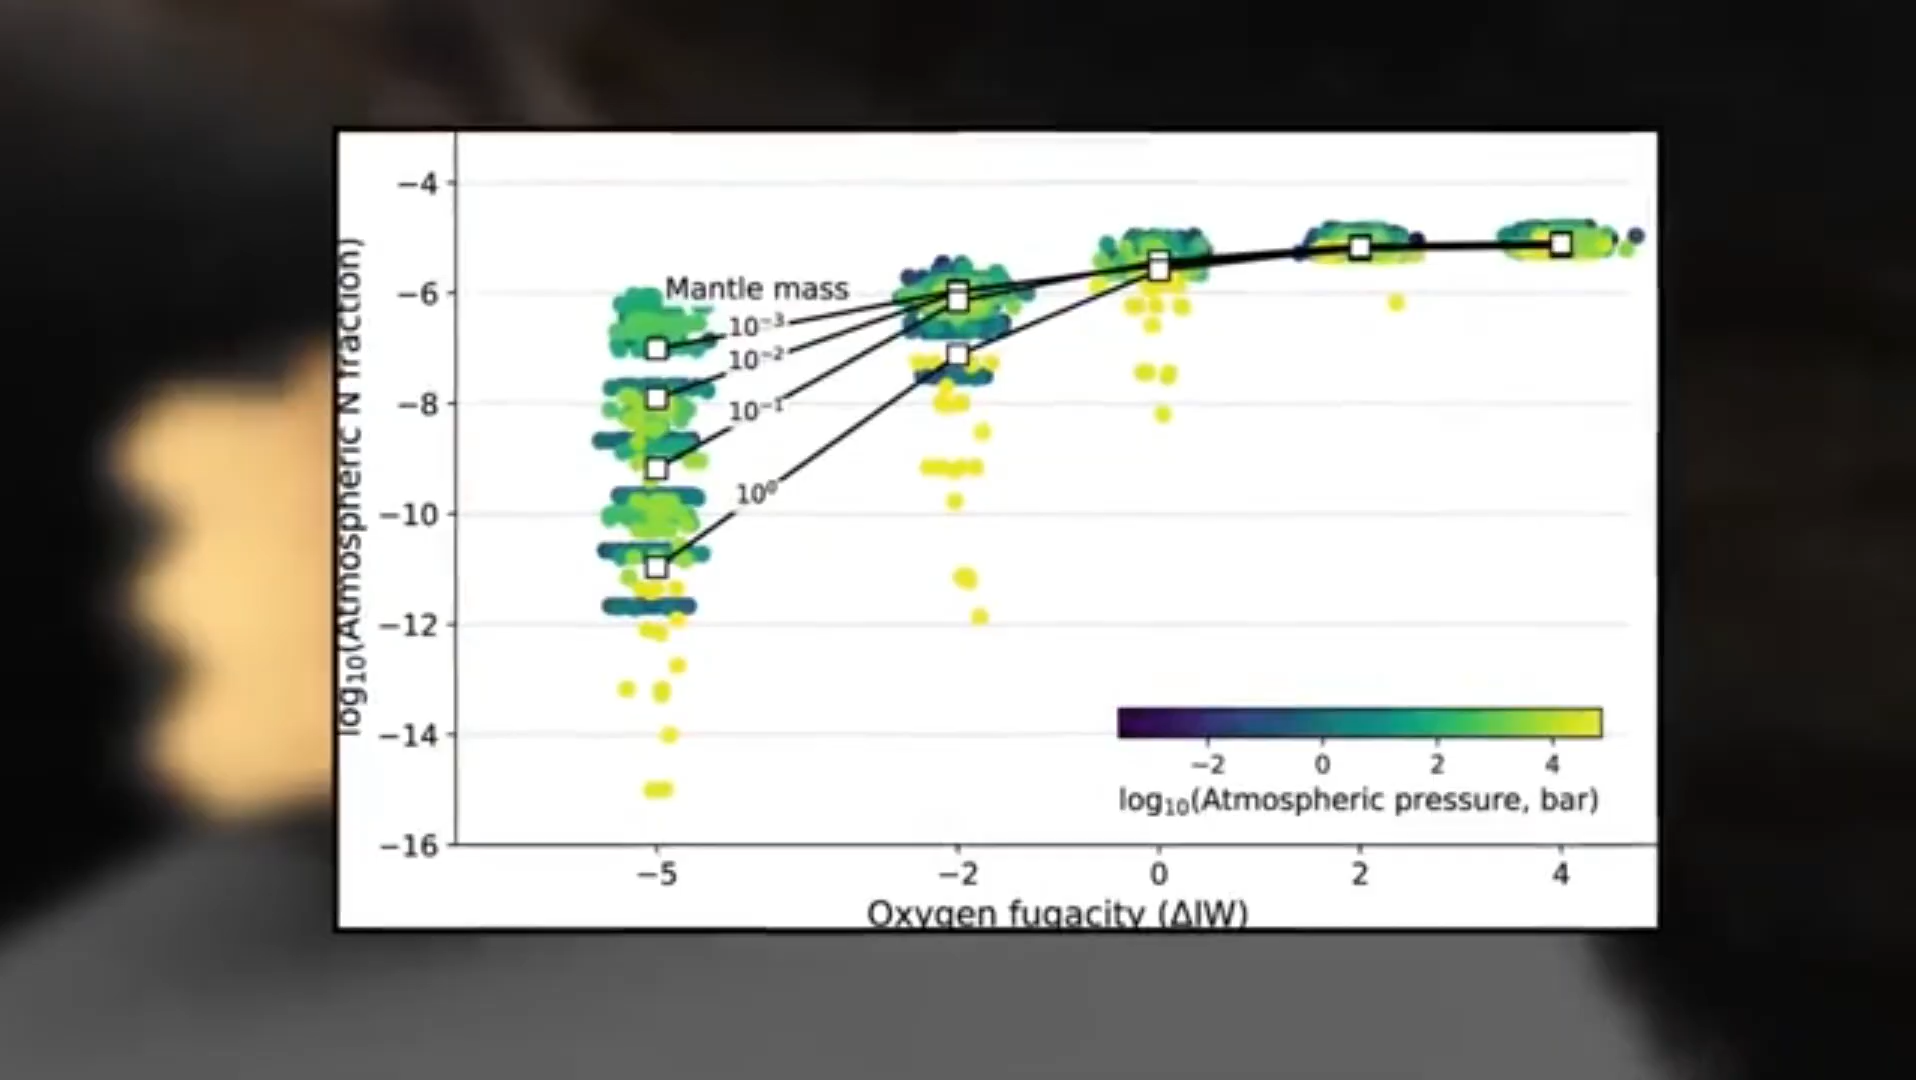 log₁₀(Atmospheric N fraction)
−4
−6
−8
−10
−12
−14
−16
Mantle mass
10⁻³
10⁻²
10⁻¹
10⁰
−2 0 2 4
log₁₀(Atmospheric pressure, bar)
−5 −2 0 2 4
Oxygen fugacity (ΔIW)